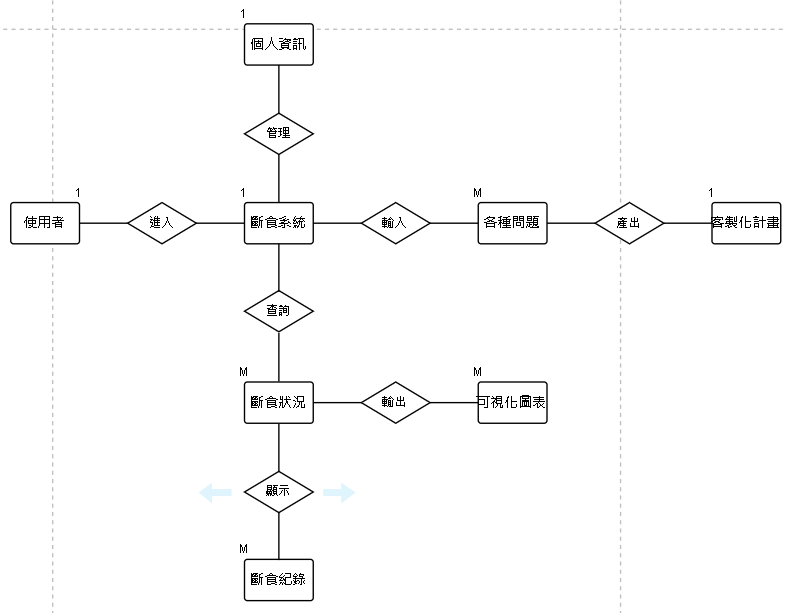 1
個人資訊
管理
1
使用者
進入
1
斷食系統
輸入
M
各種問題
產出
1
客製化計畫
查詢
M
斷食狀況
輸出
M
可視化圖表
顯示
M
斷食紀錄